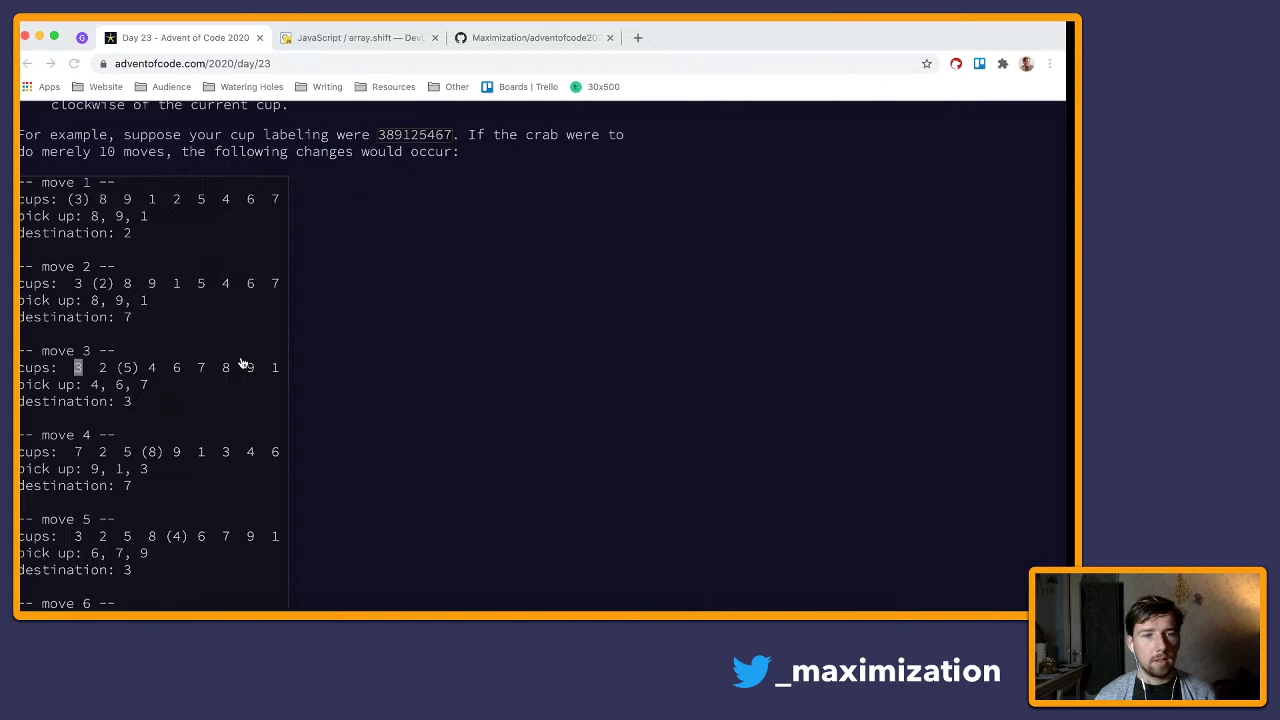 Day 23 - Advent of Code 2020
JavaScript / array.shift — Dev
Maximization/adventofcode20
adventofcode.com/2020/day/23
Apps Website Audience Watering Holes Writing Resources Other Boards | Trello 30x500
clockwise of the current cup.
For example, suppose your cup labeling were 389125467. If the crab were to
do merely 10 moves, the following changes would occur:
-- move 1 --
cups: (3) 8 9 1 2 5 4 6 7
pick up: 8, 9, 1
destination: 2
-- move 2 --
cups: 3 (2) 8 9 1 5 4 6 7
pick up: 8, 9, 1
destination: 7
-- move 3 --
cups: 3 2 (5) 4 6 7 8 9 1
pick up: 4, 6, 7
destination: 3
-- move 4 --
cups: 7 2 5 (8) 9 1 3 4 6
pick up: 9, 1, 3
destination: 7
-- move 5 --
cups: 3 2 5 8 (4) 6 7 9 1
pick up: 6, 7, 9
destination: 3
-- move 6 --
_maximization